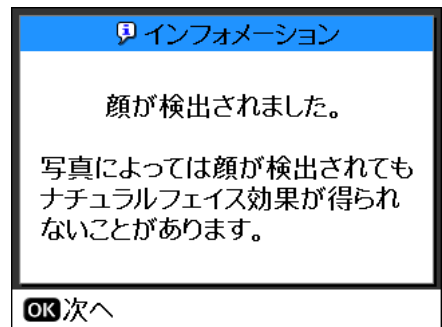 インフォメーション
顔が検出されました。
写真によっては顔が検出されても
ナチュラルフェイス効果が得られ
ないことがあります。
OK次へ